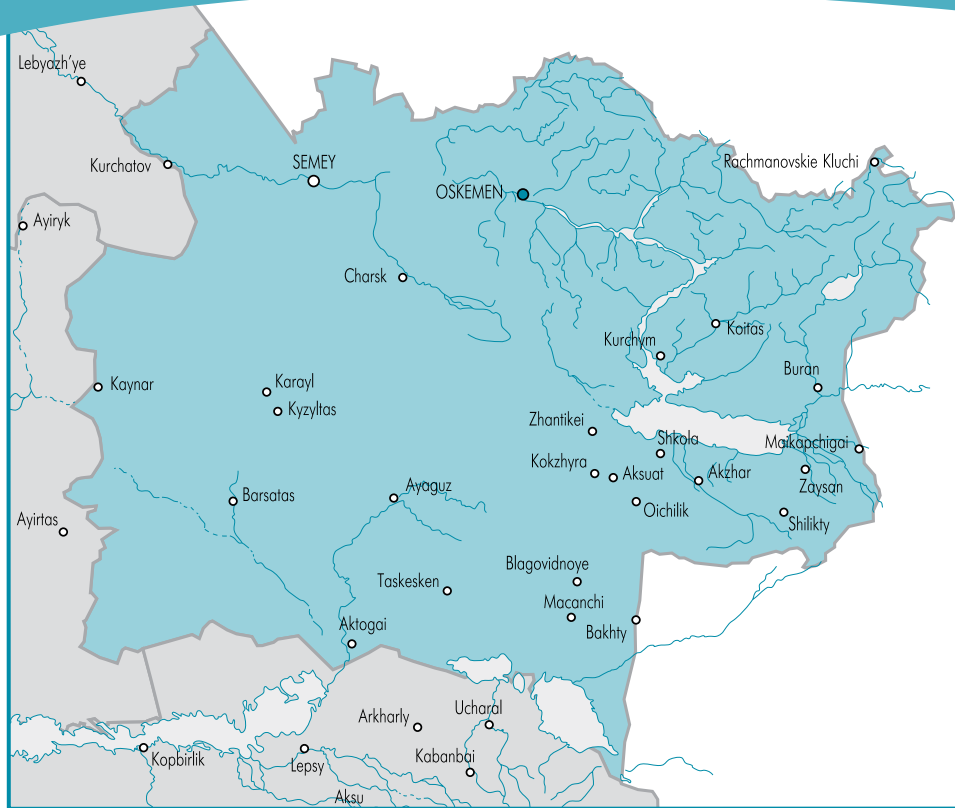 Lebyazh'ye
Kurchatov
SEMEY
Rachmanovskie Kluchi
OSKEMEN
Ayiryk
Charsk
Koitas
Kurchym
Buran
Kaynar
Karayl
Kyzyltas
Zhantikei
Shkola
Maikapchigai
Kokzhyra
Aksuat
Akzhar
Zaysan
Barsatas
Ayaguz
Oichilik
Shilikty
Ayirtas
Blagovidnoye
Taskesken
Macanchi
Bakhty
Aktogai
Arkharly
Ucharal
Kopbirlik
Lepsy
Kabanbai
Aksu